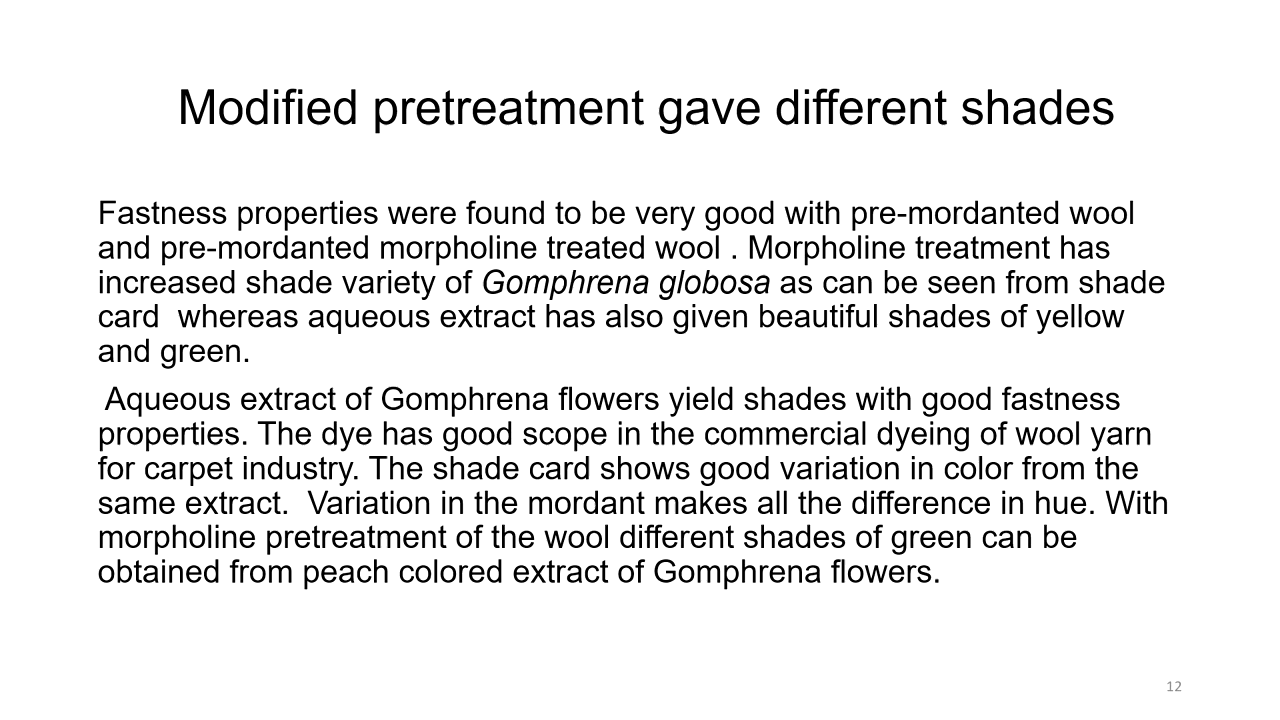 Modified pretreatment gave different shades
Fastness properties were found to be very good with pre-mordanted wool
and pre-mordanted morpholine treated wool . Morpholine treatment has
increased shade variety of Gomphrena globosa as can be seen from shade
card  whereas aqueous extract has also given beautiful shades of yellow
and green.
Aqueous extract of Gomphrena flowers yield shades with good fastness
properties. The dye has good scope in the commercial dyeing of wool yarn
for carpet industry. The shade card shows good variation in color from the
same extract.  Variation in the mordant makes all the difference in hue. With
morpholine pretreatment of the wool different shades of green can be
obtained from peach colored extract of Gomphrena flowers.
12